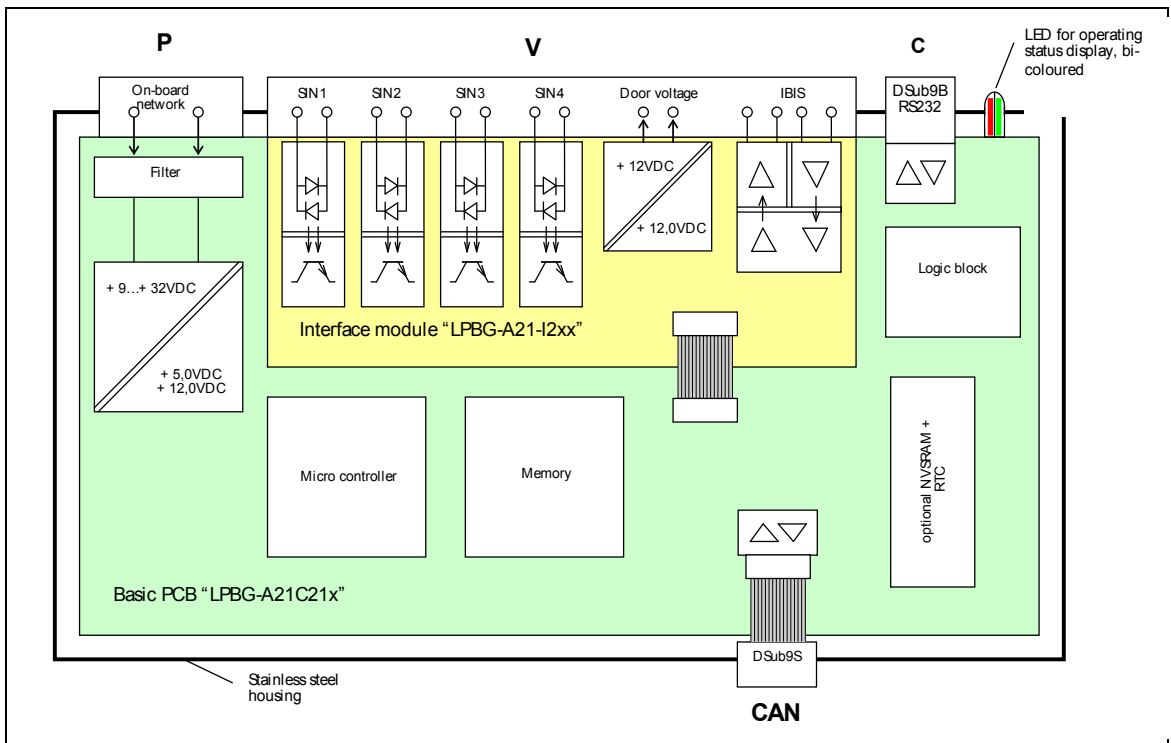 P
V
C
LED for operating
status display, bi-
coloured
On-board
network
SIN1
SIN2
SIN3
SIN4
Door voltage
IBIS
DSub9B
RS232
Filter
+ 12VDC
+ 12,0VDC
+ 9...+ 32VDC
+ 5,0VDC
+ 12,0VDC
Logic block
Interface module “LPBG-A21-I2xx”
Micro controller
Memory
optional NVSRAM +
RTC
Basic PCB “LPBG-A21C21x”
DSub9S
Stainless steel
housing
CAN